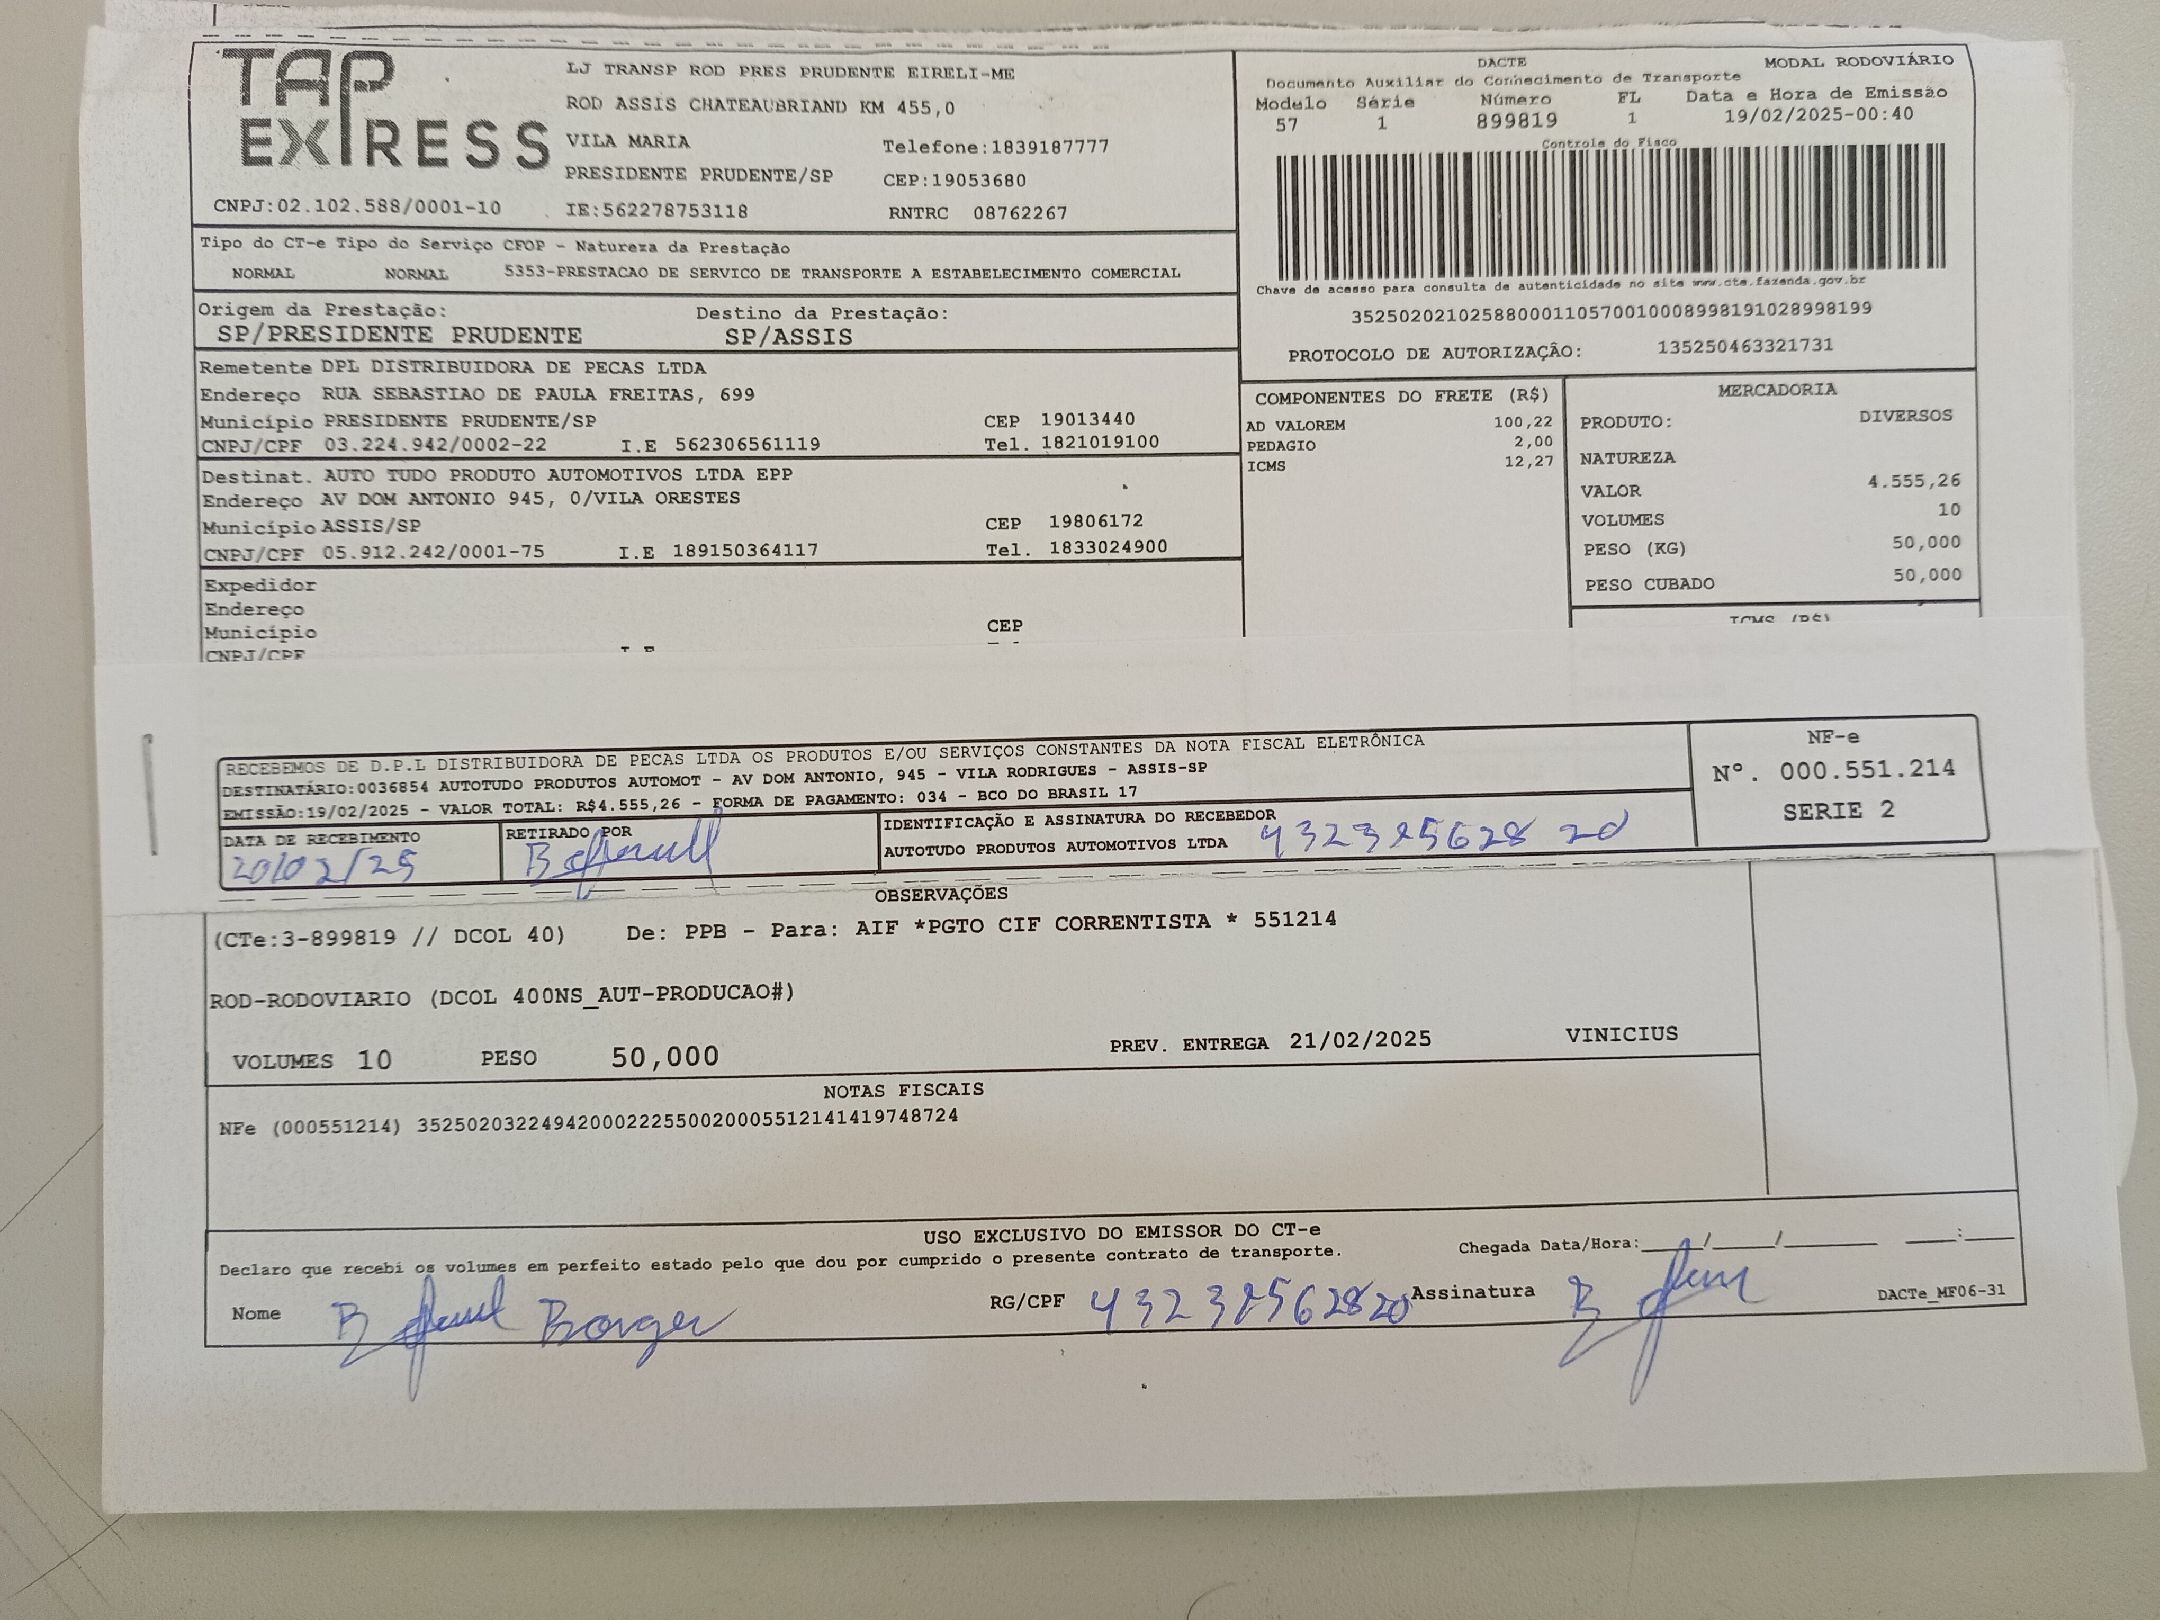 TAP EXPRESS
LJ TRANSP ROD PRES PRUDENTE EIRELI-ME
ROD ASSIS CHATEAUBRIAND KM 455,0
VILA MARIA Telefone:1839187777
PRESIDENTE PRUDENTE/SP CEP:19053680
CNPJ:02.102.588/0001-10 IE:562278753118 RNTRC 08762267
DACTE MODAL RODOVIÁRIO
Documento Auxiliar do Conhecimento de Transporte
Modulo Série Número FL Data e Hora de Emissão
57 1 899819 1 19/02/2025-00:40
Controle do Fisco
Chave de acesso para consulta de autenticidade no site www.cte.fazenda.gov.br
35250202102588000110570010008998191028998199
PROTOCOLO DE AUTORIZAÇÃO: 135250463321731
Tipo do CT-e Tipo do Serviço CFOP - Natureza da Prestação
NORMAL NORMAL 5353-PRESTACAO DE SERVICO DE TRANSPORTE A ESTABELECIMENTO COMERCIAL
Origem da Prestação: Destino da Prestação:
SP/PRESIDENTE PRUDENTE SP/ASSIS
Remetente DPL DISTRIBUIDORA DE PECAS LTDA
Endereço RUA SEBASTIAO DE PAULA FREITAS, 699
Município PRESIDENTE PRUDENTE/SP CEP 19013440
CNPJ/CPF 03.224.942/0002-22 I.E 562306561119 Tel. 1821019100
Destinat. AUTO TUDO PRODUTO AUTOMOTIVOS LTDA EPP
Endereço AV DOM ANTONIO 945, 0/VILA ORESTES
Município ASSIS/SP CEP 19806172
CNPJ/CPF 05.912.242/0001-75 I.E 189150364117 Tel. 1833024900
Expedidor
Endereço
Município CEP
CNPJ/CPF
COMPONENTES DO FRETE (R$)
AD VALOREM 100,22
PEDAGIO 2,00
ICMS 12,27
MERCADORIA
PRODUTO: DIVERSOS
NATUREZA
VALOR 4.555,26
VOLUMES 10
PESO (KG) 50,000
PESO CUBADO 50,000
ICMS (R$)
RECEBEMOS DE D.P.L DISTRIBUIDORA DE PECAS LTDA OS PRODUTOS E/OU SERVIÇOS CONSTANTES DA NOTA FISCAL ELETRÔNICA
DESTINATÁRIO:0036854 AUTOTUDO PRODUTOS AUTOMOT - AV DOM ANTONIO, 945 - VILA RODRIGUES - ASSIS-SP
EMISSÃO:19/02/2025 - VALOR TOTAL: R$4.555,26 - FORMA DE PAGAMENTO: 034 - BCO DO BRASIL 17
NF-e
Nº. 000.551.214
SERIE 2
DATA DE RECEBIMENTO RETIRADO POR IDENTIFICAÇÃO E ASSINATURA DO RECEBEDOR
20/02/25 AUTOTUDO PRODUTOS AUTOMOTIVOS LTDA
OBSERVAÇÕES
(CTe:3-899819 // DCOL 40) De: PPB - Para: AIF *PGTO CIF CORRENTISTA * 551214
ROD-RODOVIARIO (DCOL 400NS_AUT-PRODUCAO#)
VOLUMES 10 PESO 50,000 PREV. ENTREGA 21/02/2025 VINICIUS
NOTAS FISCAIS
NFe (000551214) 35250203224942000222550020005512141419748724
USO EXCLUSIVO DO EMISSOR DO CT-e
Declaro que recebi os volumes em perfeito estado pelo que dou por cumprido o presente contrato de transporte. Chegada Data/Hora:____/____/______ ____:____
Nome RG/CPF Assinatura DACTe_MF06-31